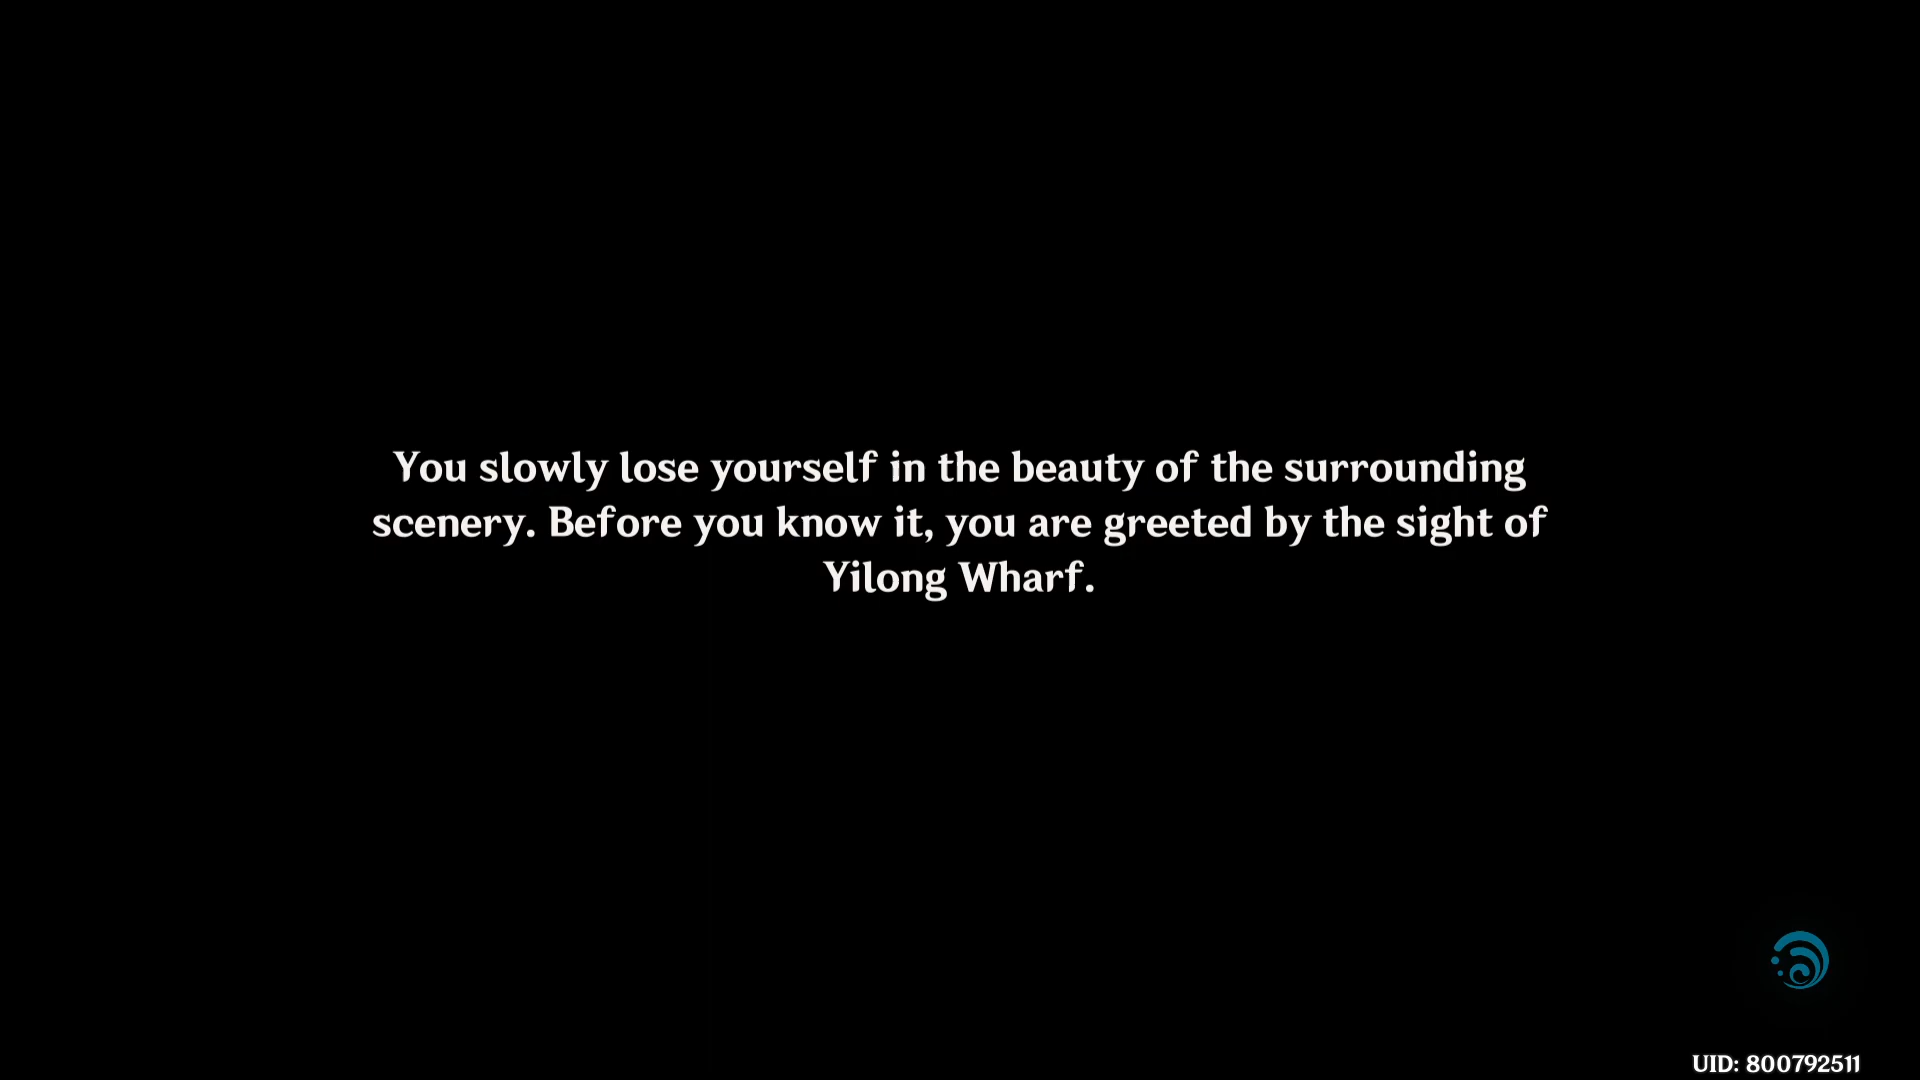 You slowly lose yourself in the beauty of the surrounding
scenery. Before you know it, you are greeted by the sight of
Yilong Wharf.
UID: 800792511